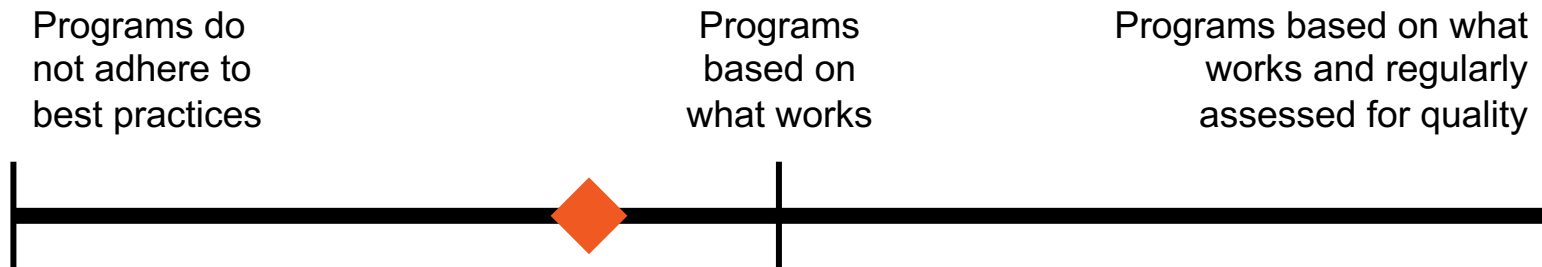 Programs do
not adhere to
best practices
Programs
based on
what works
Programs based on what
works and regularly
assessed for quality